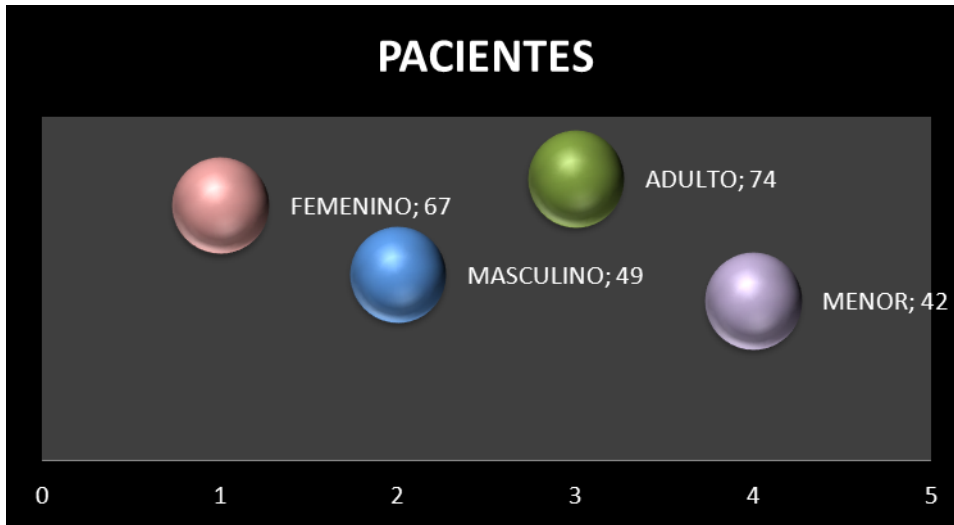 PACIENTES
ADULTO; 74
FEMENINO; 67
MASCULINO; 49
MENOR; 42
0 1 2 3 4 5